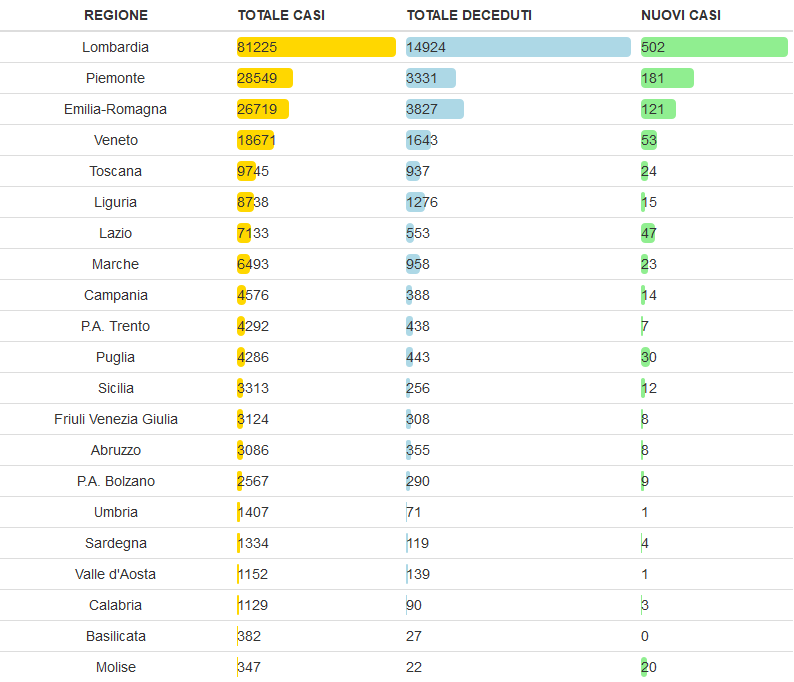 REGIONE TOTALE CASI TOTALE DECEDUTI NUOVI CASI
Lombardia 81225 14924 502
Piemonte 28549 3331 181
Emilia-Romagna 26719 3827 121
Veneto 18671 1643 53
Toscana 9745 937 24
Liguria 8738 1276 15
Lazio 7133 553 47
Marche 6493 958 23
Campania 4576 388 14
P.A. Trento 4292 438 7
Puglia 4286 443 30
Sicilia 3313 256 12
Friuli Venezia Giulia 3124 308 8
Abruzzo 3086 355 8
P.A. Bolzano 2567 290 9
Umbria 1407 71 1
Sardegna 1334 119 4
Valle d'Aosta 1152 139 1
Calabria 1129 90 3
Basilicata 382 27 0
Molise 347 22 20